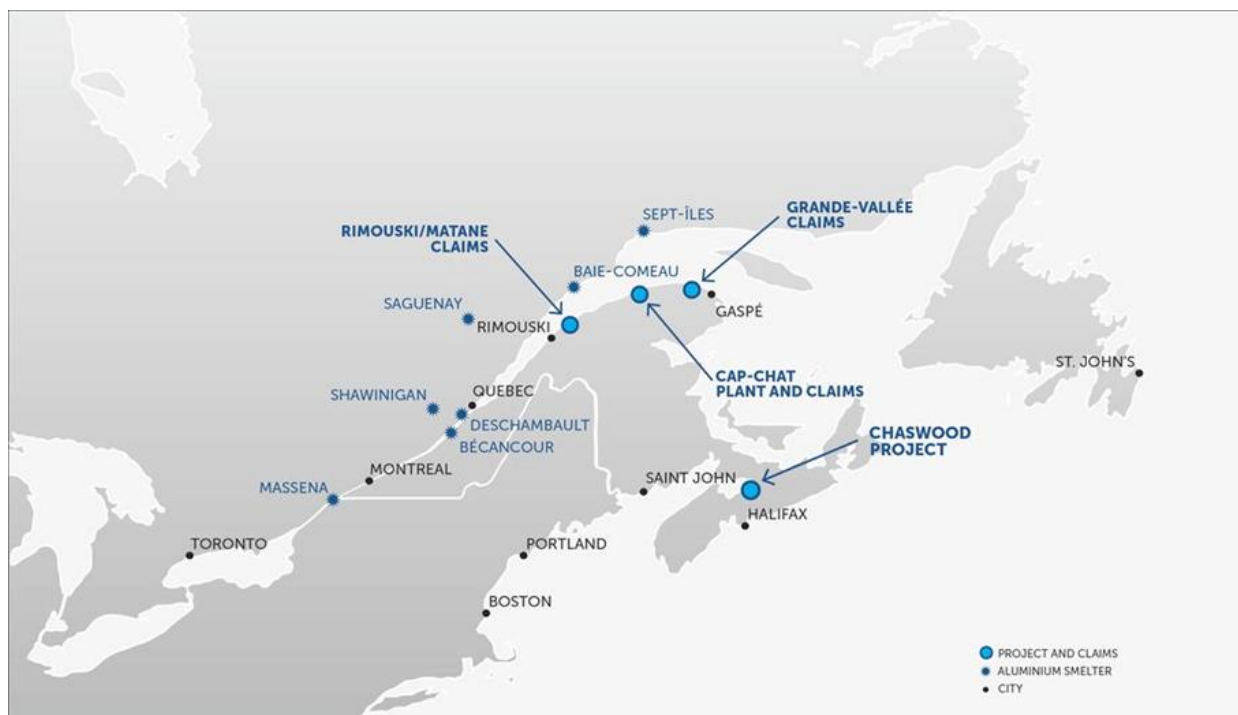 SEPT-ÎLES
GRANDE-VALLÉE
CLAIMS
RIMOUSKI/MATANE
CLAIMS
BAIE-COMEAU
SAGUENAY
RIMOUSKI
GASPÉ
ST. JOHN'S
CAP-CHAT
PLANT AND CLAIMS
SHAWINIGAN
QUEBEC
DESCHAMBAULT
BÉCANCOUR
CHASWOOD
PROJECT
MONTREAL
SAINT JOHN
MASSENA
HALIFAX
TORONTO
PORTLAND
BOSTON
PROJECT AND CLAIMS
ALUMINIUM SMELTER
CITY